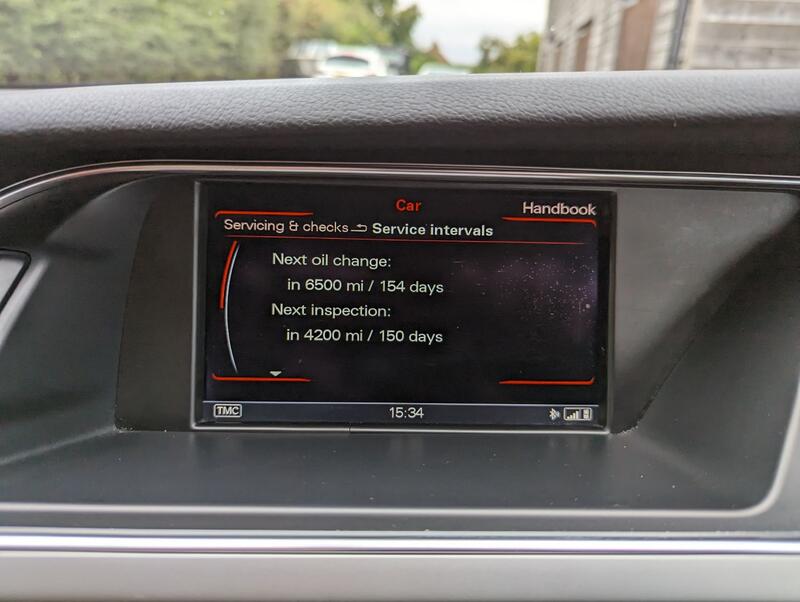 Car
Handbook
Servicing & checks Service intervals
Next oil change:
in 6500 mi / 154 days
Next inspection:
in 4200 mi / 150 days
TMC
15:34